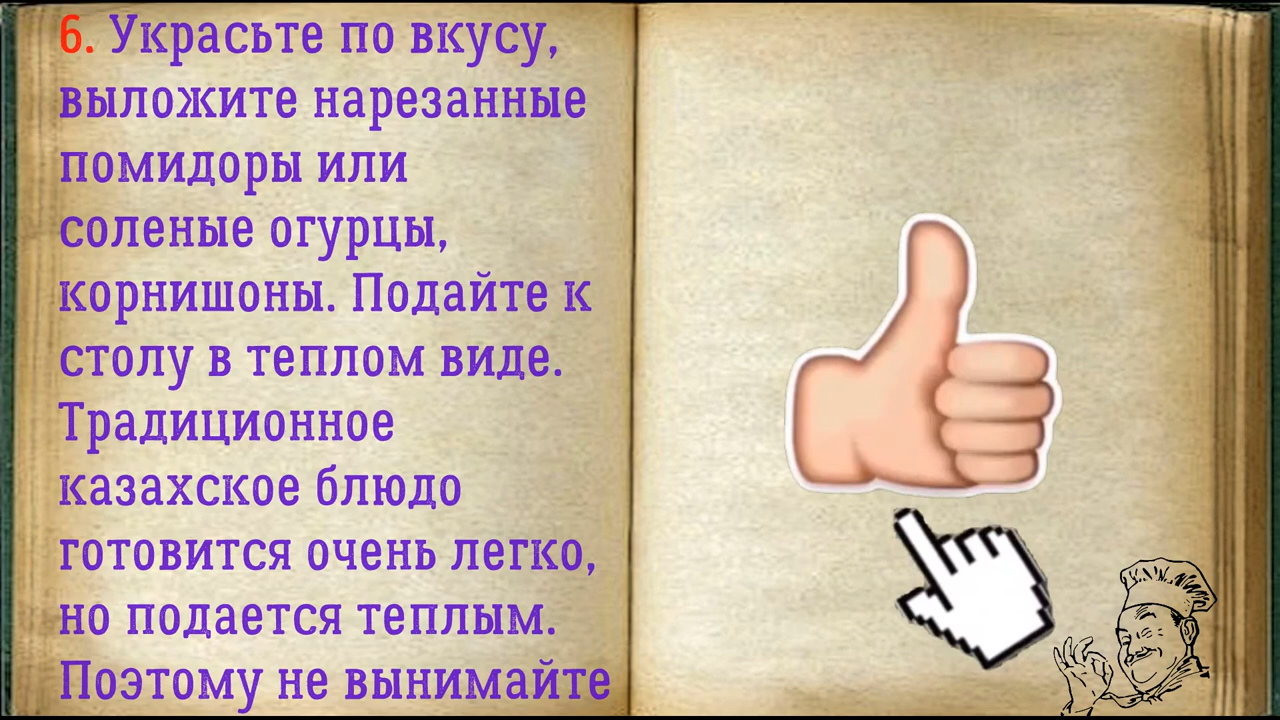 6. Украсьте по вкусу,
выложите нарезанные
помидоры или
соленые огурцы,
корнишоны. Подайте к
столу в теплом виде.
Традиционное
казахское блюдо
готовится очень легко,
но подается теплым.
Поэтому не вынимайте